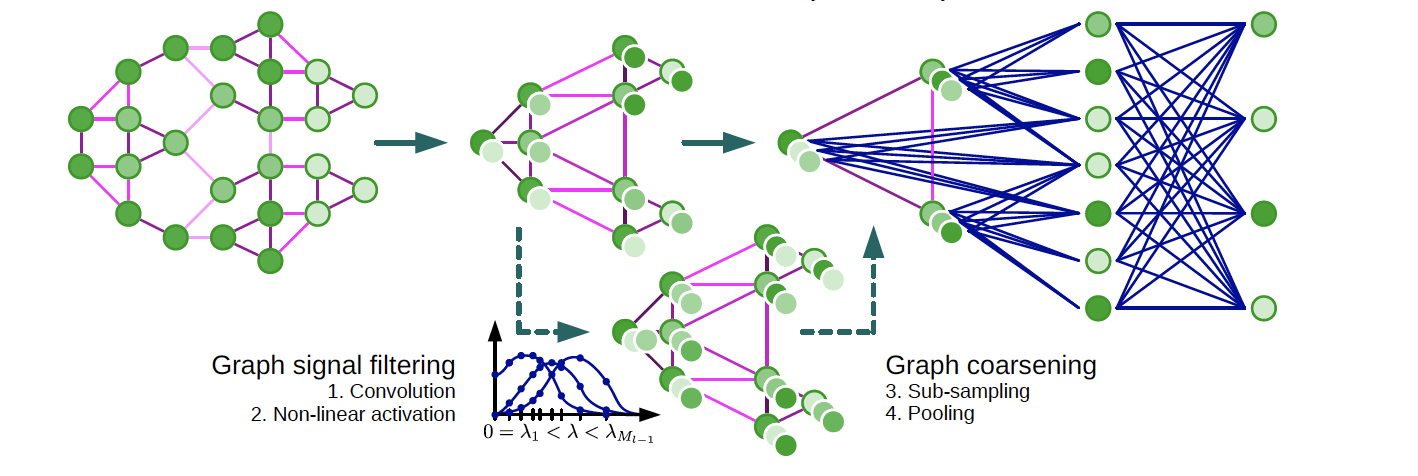 Graph signal filtering
1. Convolution
2. Non-linear activation
0 = λ₁ < λ < λ_{M_{l−1}}
Graph coarsening
3. Sub-sampling
4. Pooling